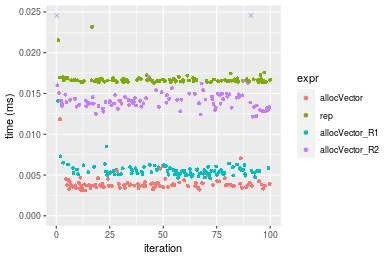 0.025
0.020
0.015
0.010
0.005
0.000
time (ms)
0
25
50
75
100
iteration
expr
allocVector
rep
allocVector_R1
allocVector_R2